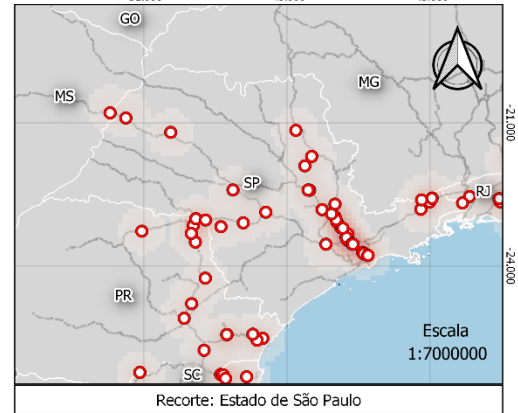 GO
MS
MG
-21.000
SP
RJ
-24.000
PR
Escala
1:7000000
SC
Recorte: Estado de São Paulo